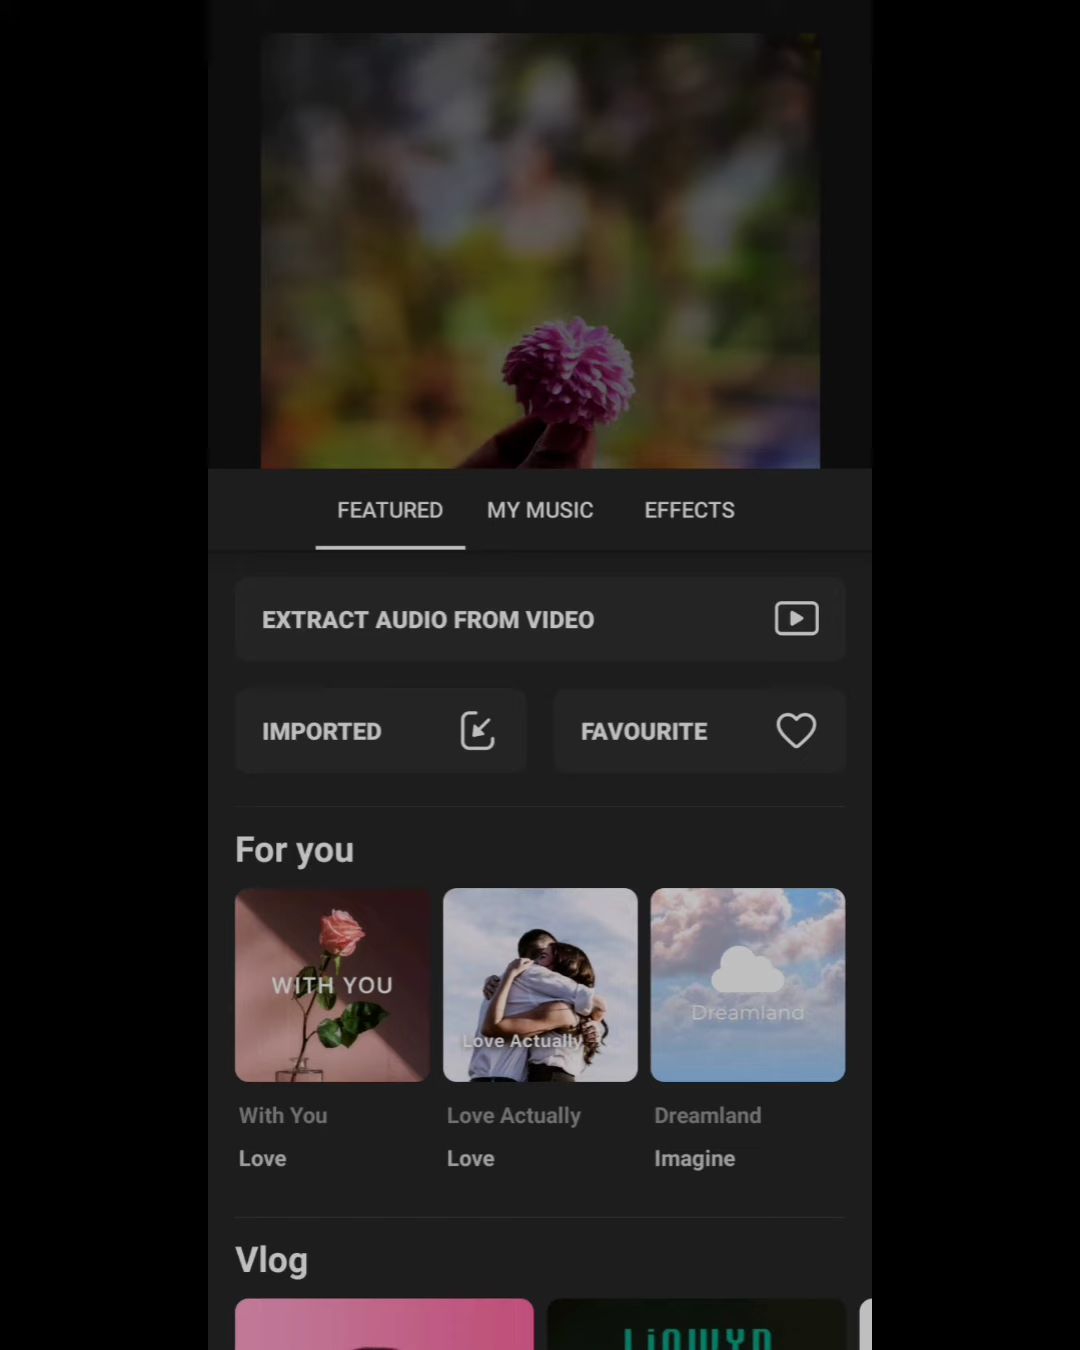 FEATURED
MY MUSIC
EFFECTS
EXTRACT AUDIO FROM VIDEO
IMPORTED
FAVOURITE
For you
WITH YOU
Love Actually
Dreamland
With You
Love Actually
Dreamland
Love
Love
Imagine
Vlog
LiQWYD